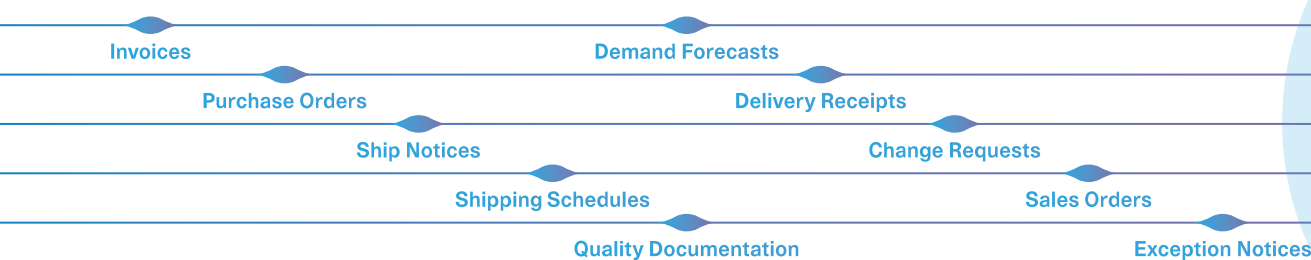 Invoices
Demand Forecasts
Purchase Orders
Delivery Receipts
Ship Notices
Change Requests
Shipping Schedules
Sales Orders
Quality Documentation
Exception Notices